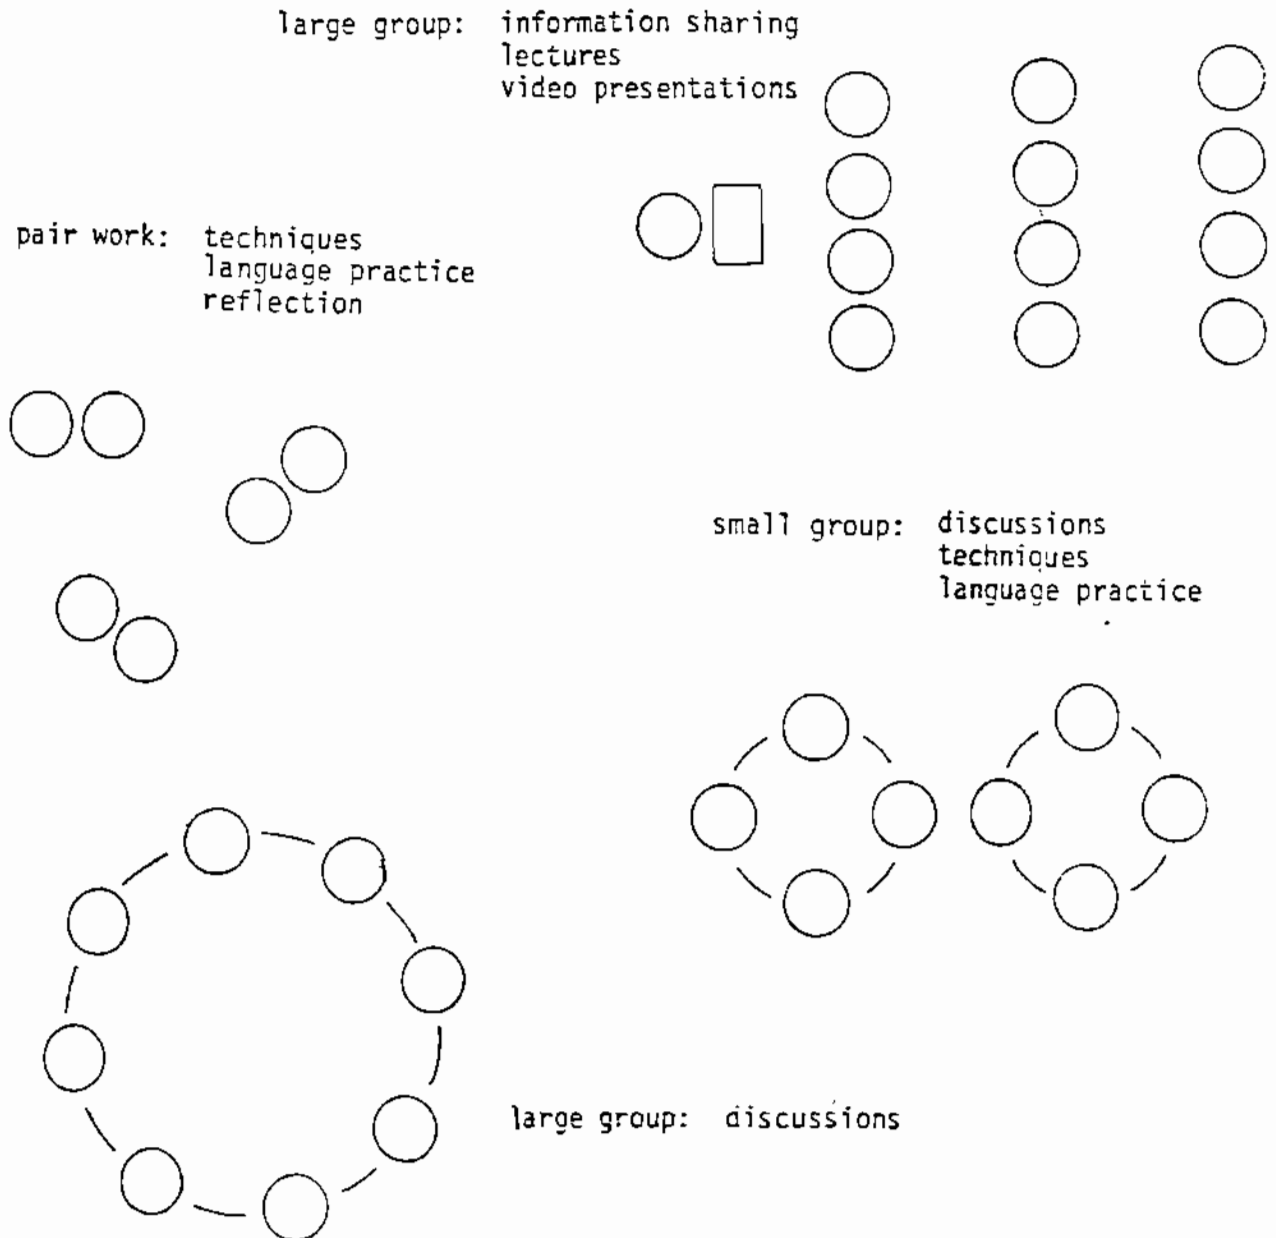 large group: information sharing
lectures
video presentations
pair work: techniques
language practice
reflection
small group: discussions
techniques
language practice
large group: discussions